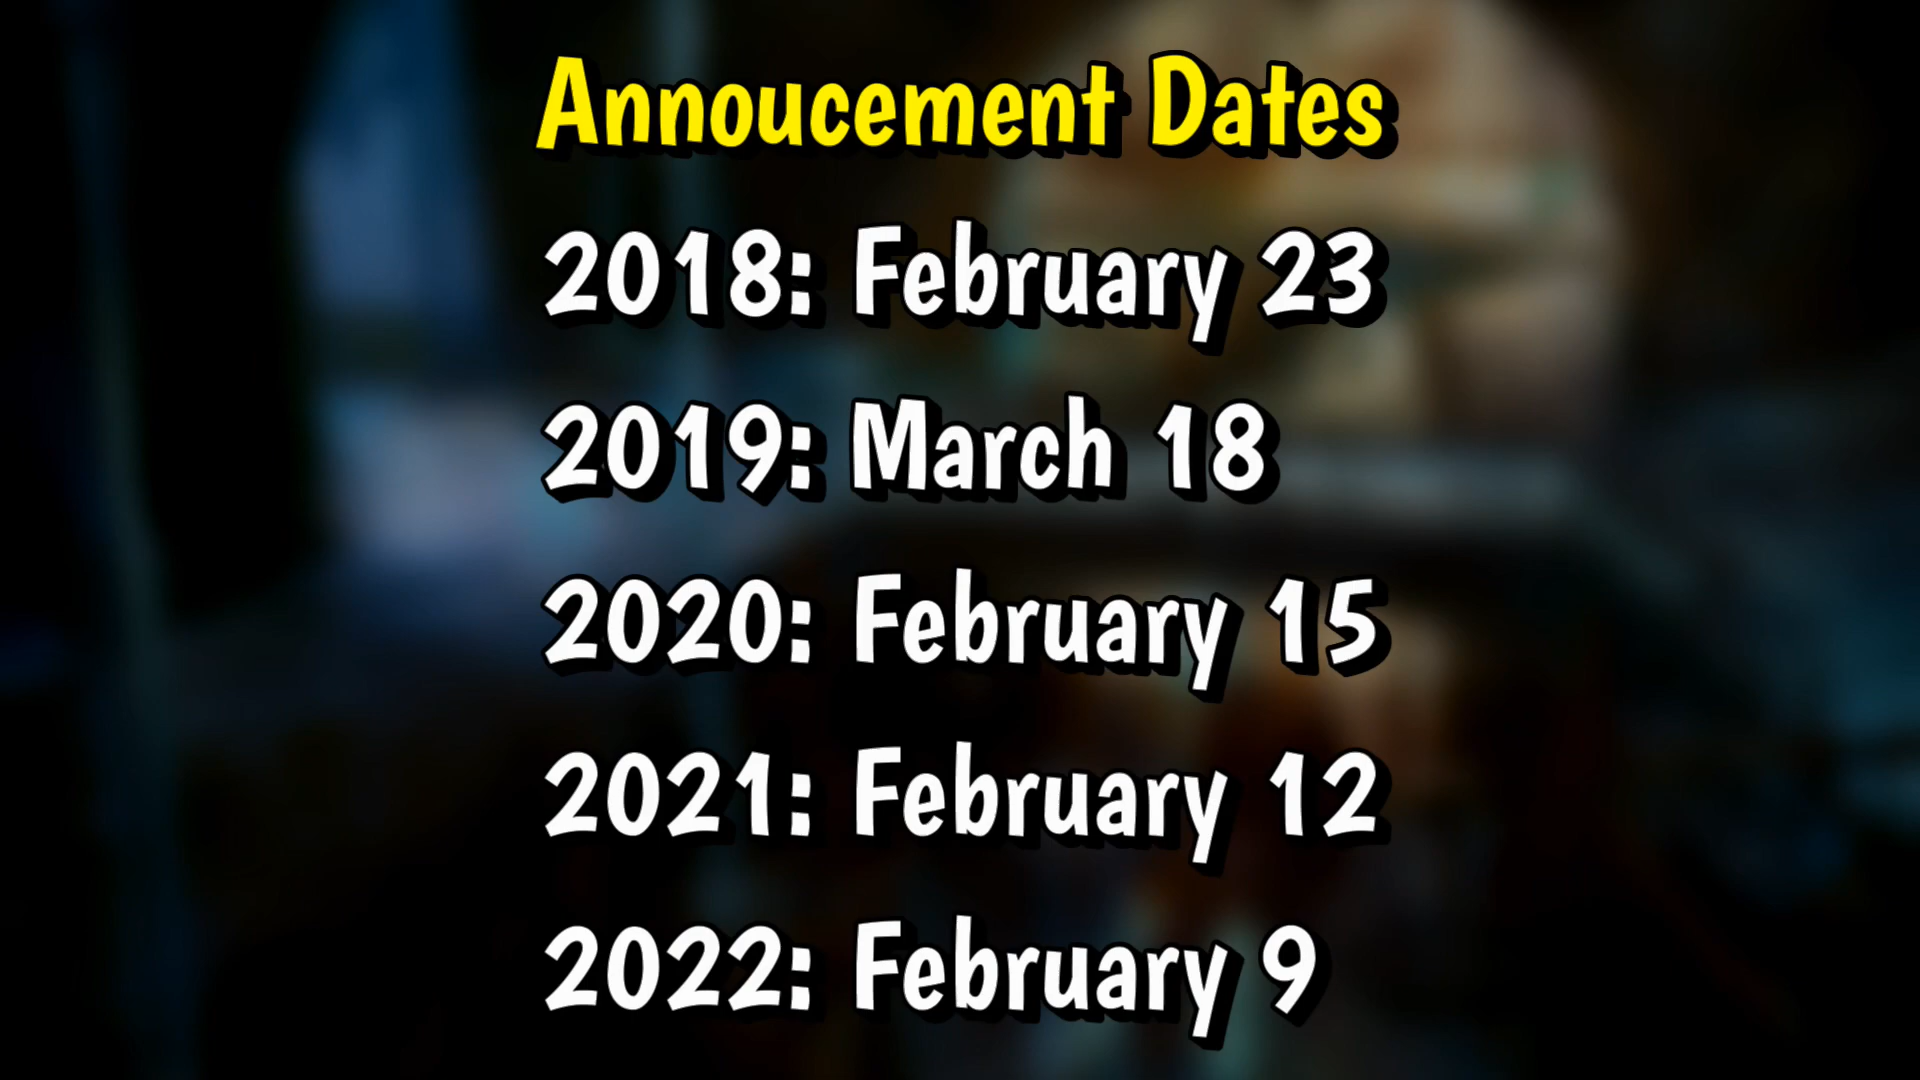 Annoucement Dates
2018: February 23
2019: March 18
2020: February 15
2021: February 12
2022: February 9